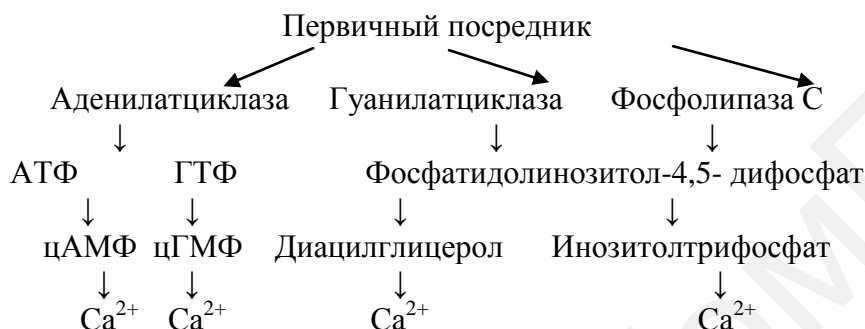 Первичный посредник
Аденилатциклаза Гуанилатциклаза Фосфолипаза С
АТФ ГТФ Фосфатидолинозитол-4,5- дифосфат
цАМФ цГМФ Диацилглицерол Инозитолтрифосфат
Ca²⁺ Ca²⁺ Ca²⁺ Ca²⁺